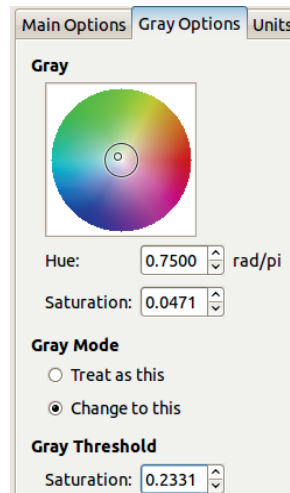 Main Options Gray Options Units
Gray
Hue: 0.7500 rad/pi
Saturation: 0.0471
Gray Mode
Treat as this
Change to this
Gray Threshold
Saturation: 0.2331